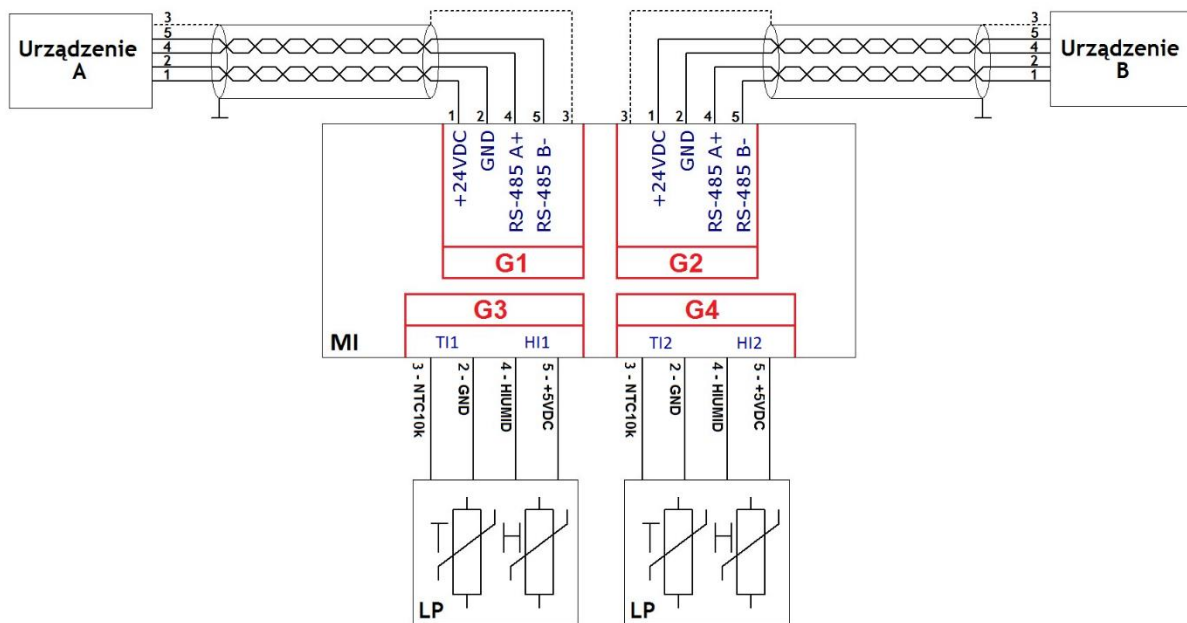 Urządzenie
A
3
5
4
2
1
3
5
4
2
1
Urządzenie
B
1 2 4 5 3
3 1 2 4 5
+24VDC
GND
RS-485 A+
RS-485 B-
+24VDC
GND
RS-485 A+
RS-485 B-
G1
G2
G3
G4
MI
TI1
HI1
TI2
HI2
3 - NTC10k
2 - GND
4 - HIUMID
5 - +5VDC
3 - NTC10k
2 - GND
4 - HIUMID
5 - +5VDC
T
H
LP
T
H
LP